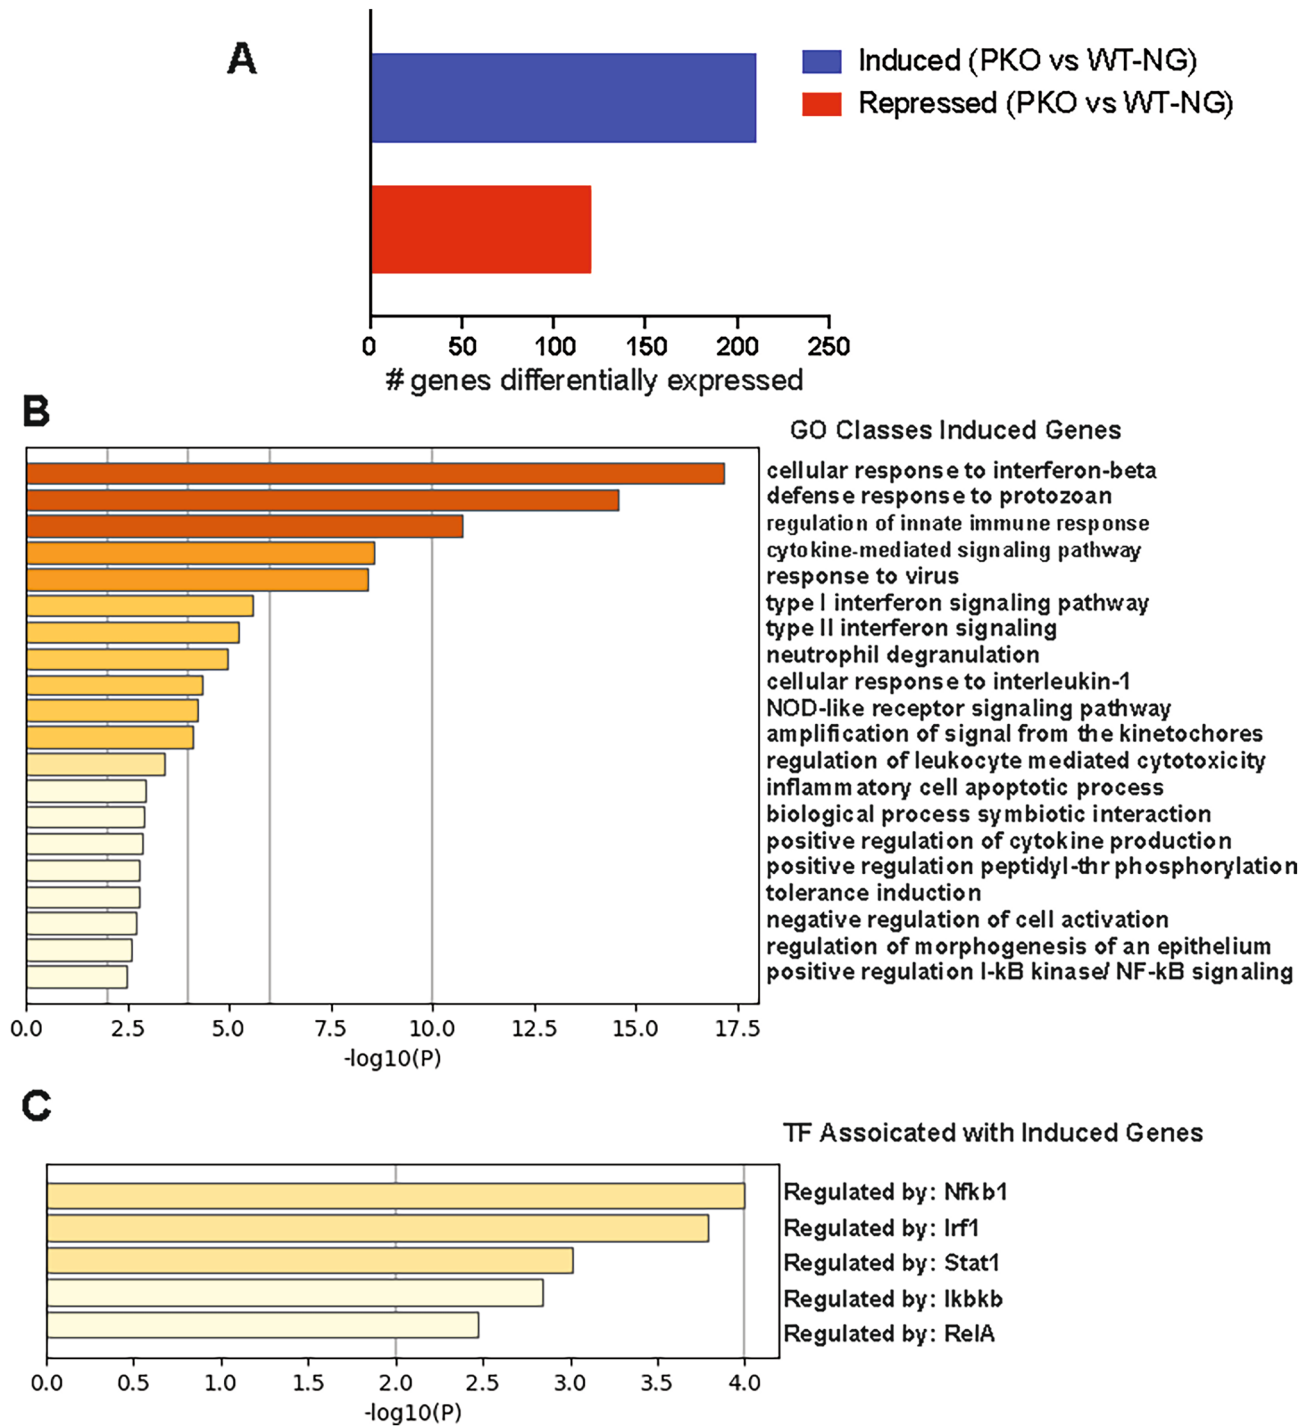 A
Induced (PKO vs WT-NG)
Repressed (PKO vs WT-NG)
0 50 100 150 200 250
# genes differentially expressed
B
GO Classes Induced Genes
cellular response to interferon-beta
defense response to protozoan
regulation of innate immune response
cytokine-mediated signaling pathway
response to virus
type I interferon signaling pathway
type II interferon signaling
neutrophil degranulation
cellular response to interleukin-1
NOD-like receptor signaling pathway
amplification of signal from the kinetochores
regulation of leukocyte mediated cytotoxicity
inflammatory cell apoptotic process
biological process symbiotic interaction
positive regulation of cytokine production
positive regulation peptidyl-thr phosphorylation
tolerance induction
negative regulation of cell activation
regulation of morphogenesis of an epithelium
positive regulation I-kB kinase/ NF-kB signaling
0.0 2.5 5.0 7.5 10.0 12.5 15.0 17.5
-log10(P)
C
TF Assoicated with Induced Genes
Regulated by: Nfkb1
Regulated by: Irf1
Regulated by: Stat1
Regulated by: Ikbkb
Regulated by: RelA
0.0 0.5 1.0 1.5 2.0 2.5 3.0 3.5 4.0
-log10(P)